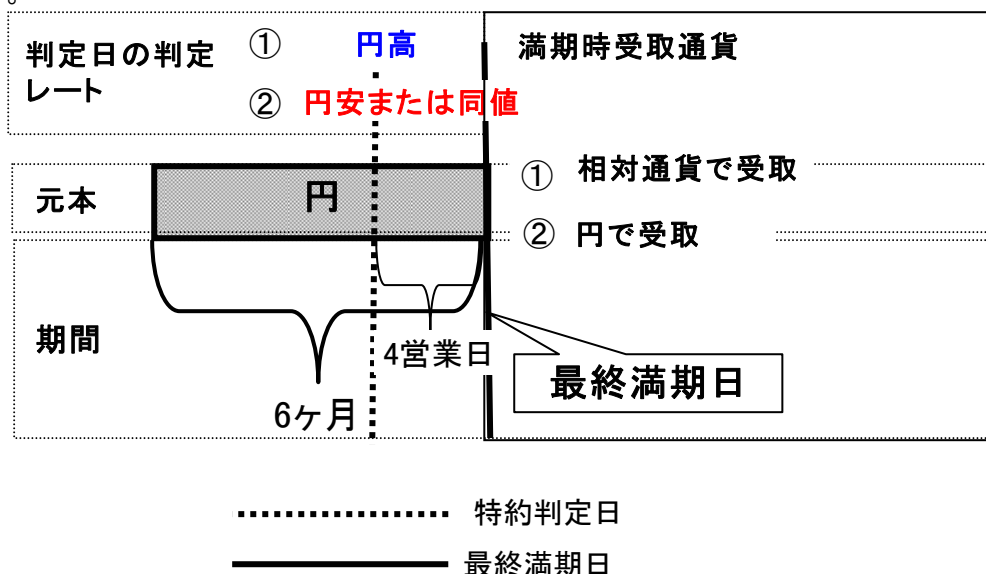 。
判定日の判定
レート
① 円高
② 円安または同値
満期時受取通貨
元本
円
① 相対通貨で受取
② 円で受取
期間
4営業日
6ヶ月
最終満期日
特約判定日
最終満期日